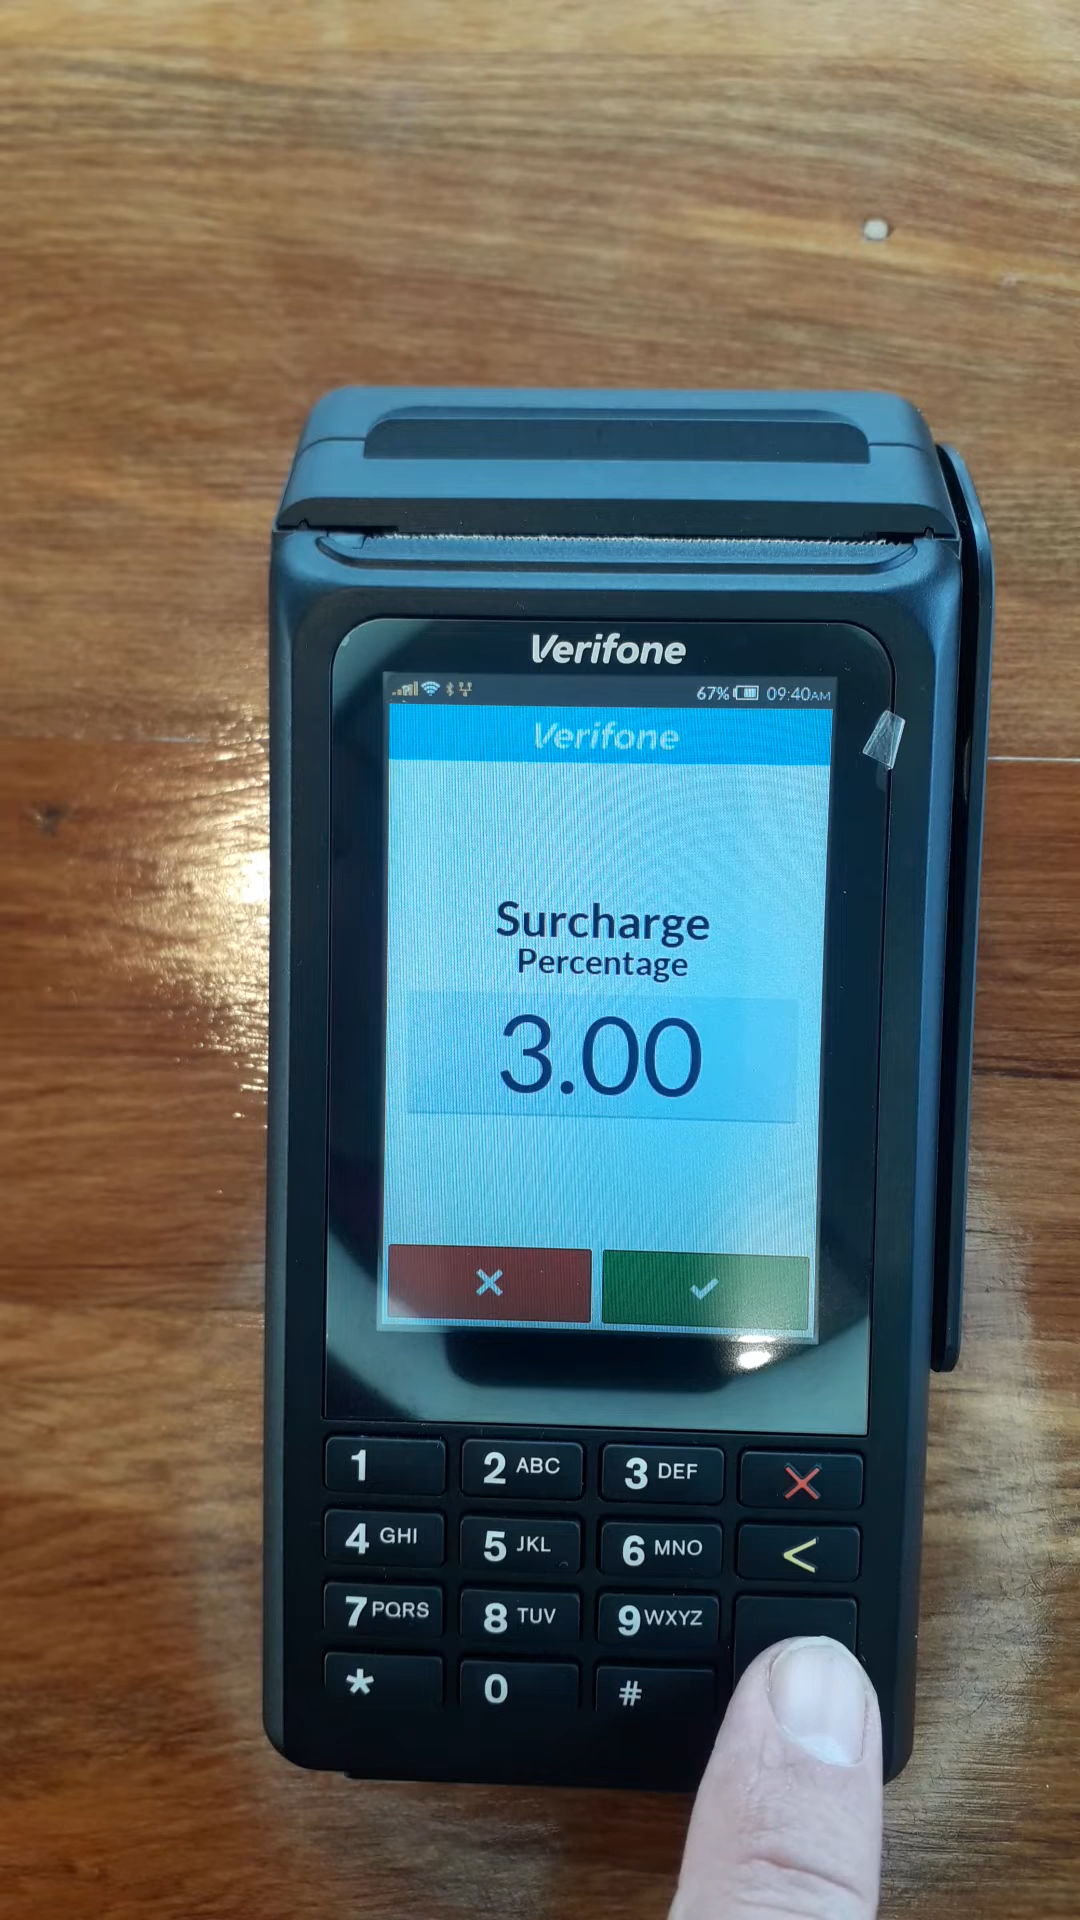 Verifone
67% 09:40AM
Verifone
Surcharge
Percentage
3.00
1
2 ABC
3 DEF
4 GHI
5 JKL
6 MNO
<
7 PQRS
8 TUV
9 WXYZ
*
0
#